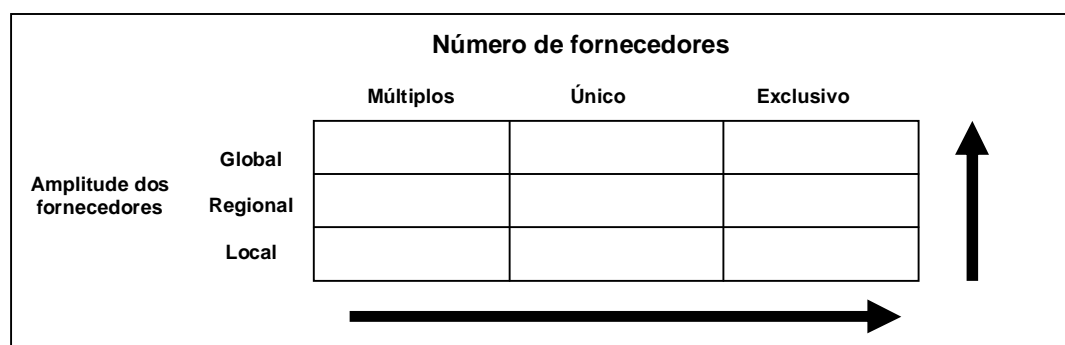 Número de fornecedores
Múltiplos Único Exclusivo
Global
Amplitude dos
fornecedores
Regional
Local